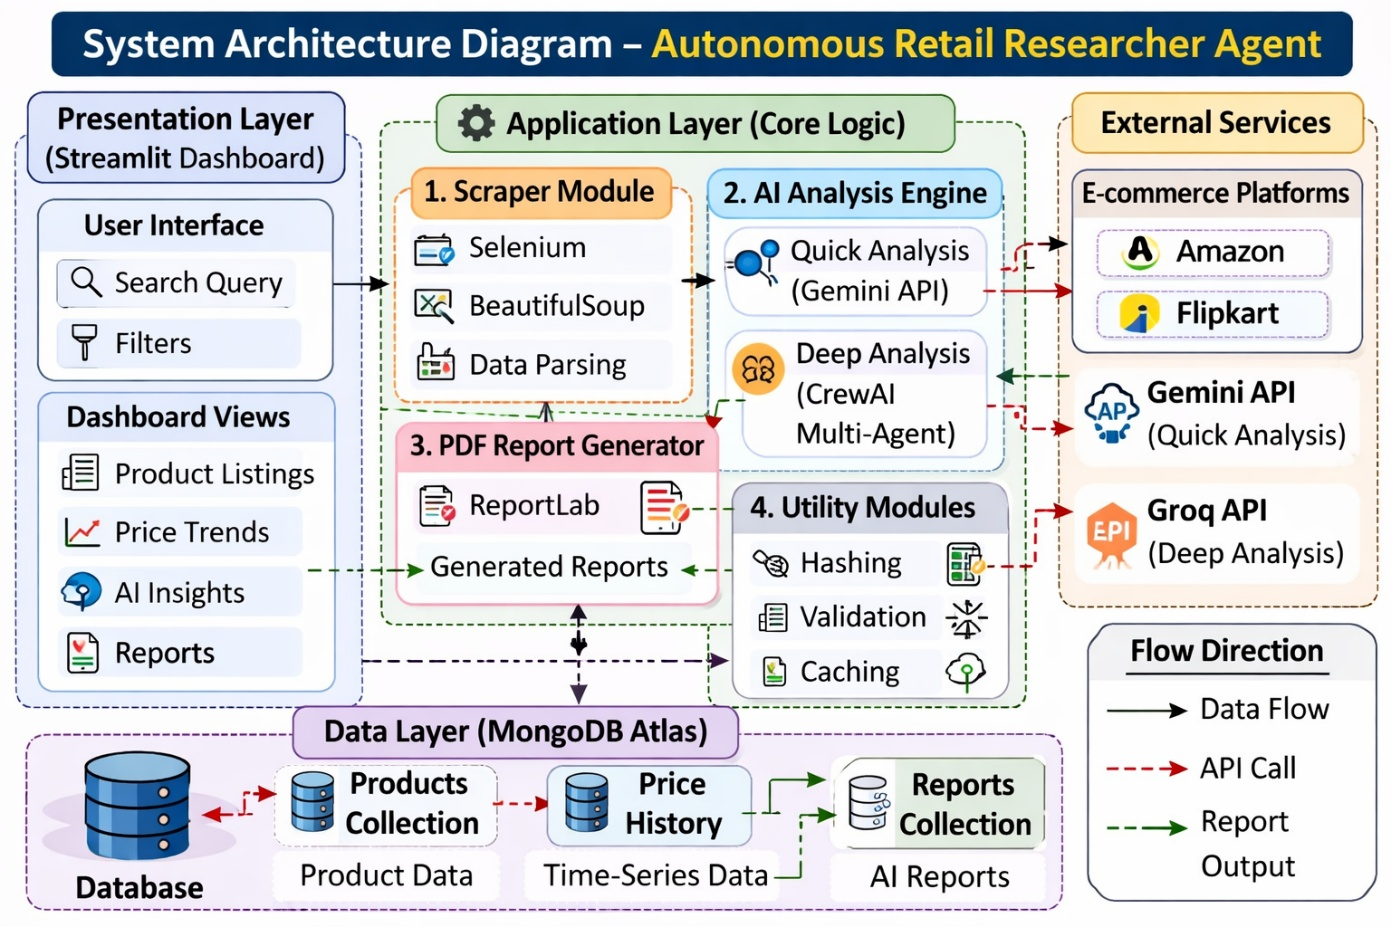 System Architecture Diagram – Autonomous Retail Researcher Agent
Presentation Layer
(Streamlit Dashboard)
User Interface
Search Query
Filters
Dashboard Views
Product Listings
Price Trends
AI Insights
Reports
Application Layer (Core Logic)
1. Scraper Module
Selenium
BeautifulSoup
Data Parsing
2. AI Analysis Engine
Quick Analysis
(Gemini API)
Deep Analysis
(CrewAI
Multi-Agent)
3. PDF Report Generator
ReportLab
Generated Reports
4. Utility Modules
Hashing
Validation
Caching
External Services
E-commerce Platforms
A
Amazon
Flipkart
AP
Gemini API
(Quick Analysis)
EPI
Groq API
(Deep Analysis)
Flow Direction
Data Flow
API Call
Report
Output
Data Layer (MongoDB Atlas)
Database
Products
Collection
Product Data
Price
History
Time-Series Data
Reports
Collection
AI Reports